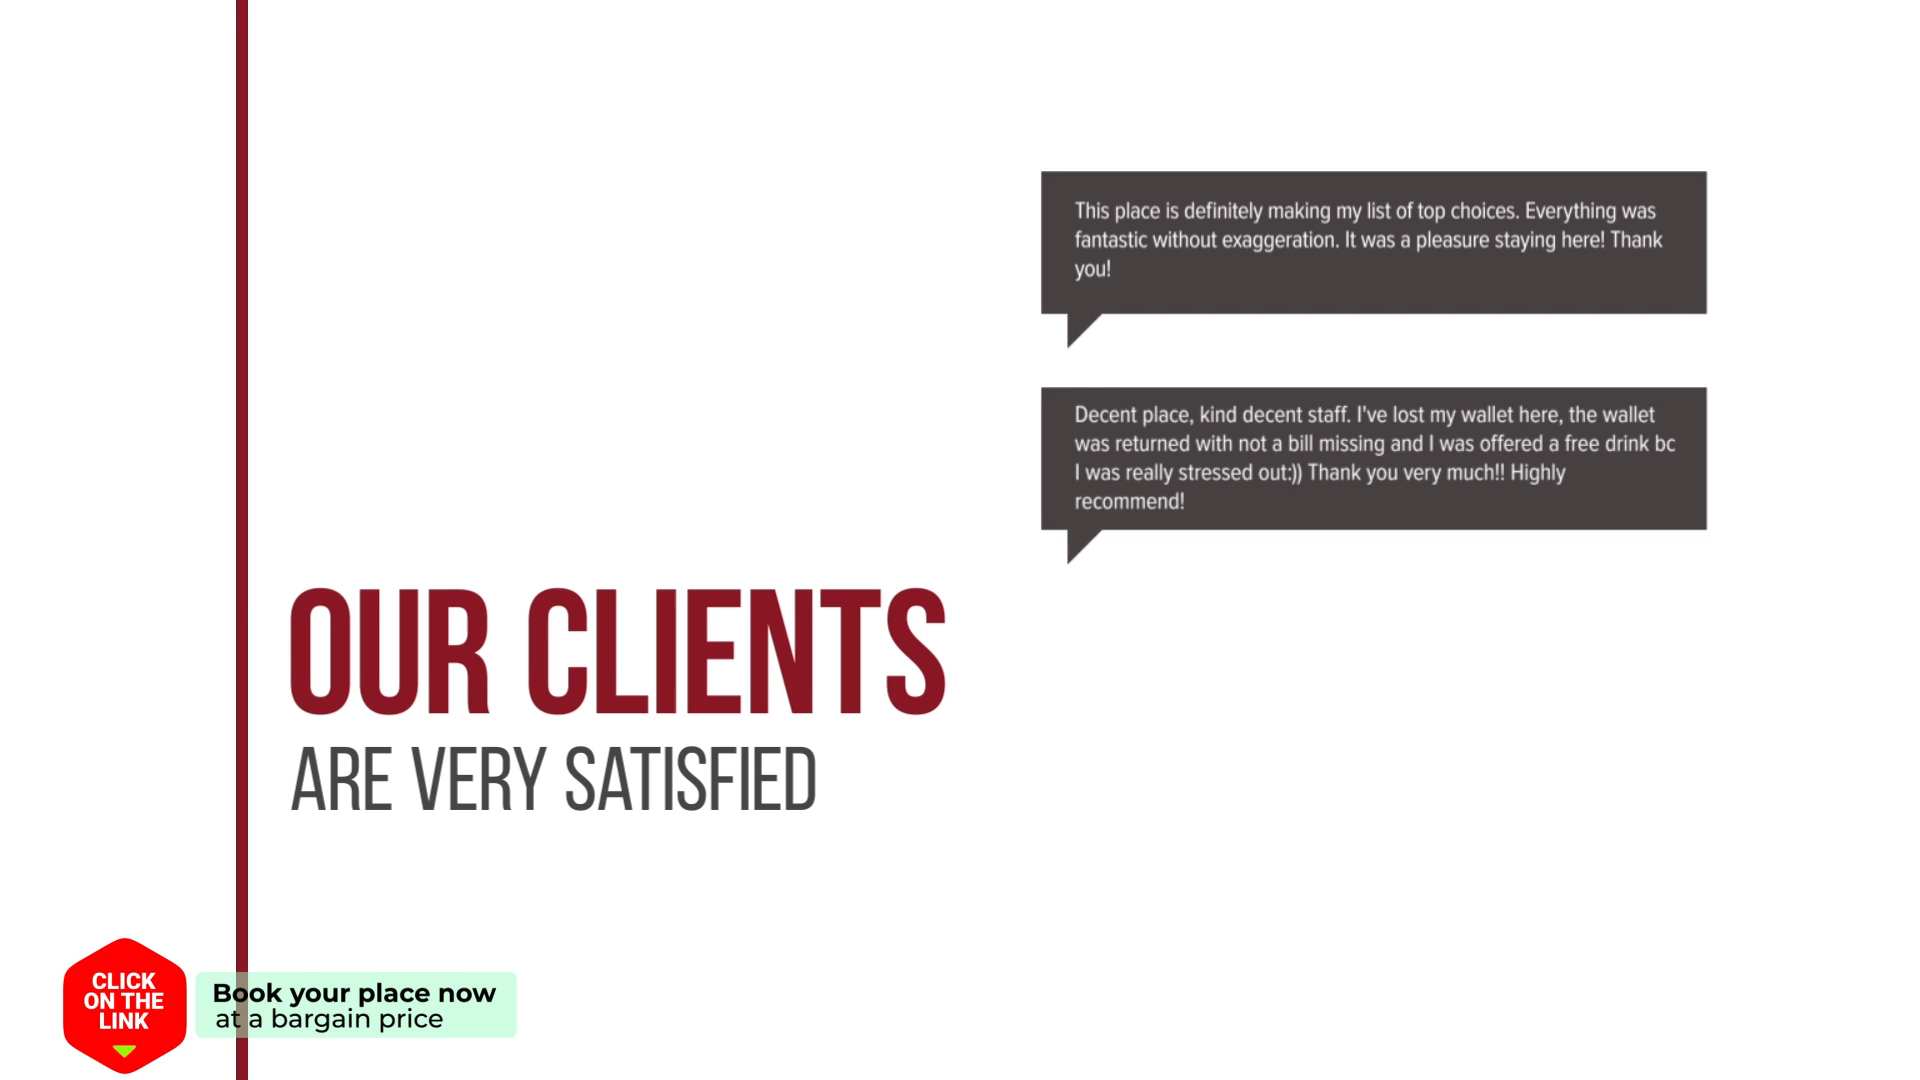 This place is definitely making my list of top choices. Everything was
fantastic without exaggeration. It was a pleasure staying here! Thank
you!
Decent place, kind decent staff. I've lost my wallet here, the wallet
was returned with not a bill missing and I was offered a free drink bc
I was really stressed out:)) Thank you very much!! Highly
recommend!
OUR CLIENTS
ARE VERY SATISFIED
CLICK
ON THE
LINK
Book your place now
at a bargain price